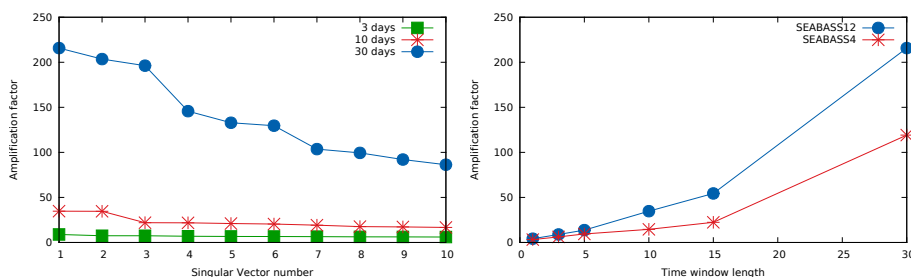 3 days
10 days
30 days
250
200
150
100
50
0
Amplification factor
1 2 3 4 5 6 7 8 9 10
Singular Vector number
SEABASS12
SEABASS4
250
200
150
100
50
0
Amplification factor
0 5 10 15 20 25 30
Time window length